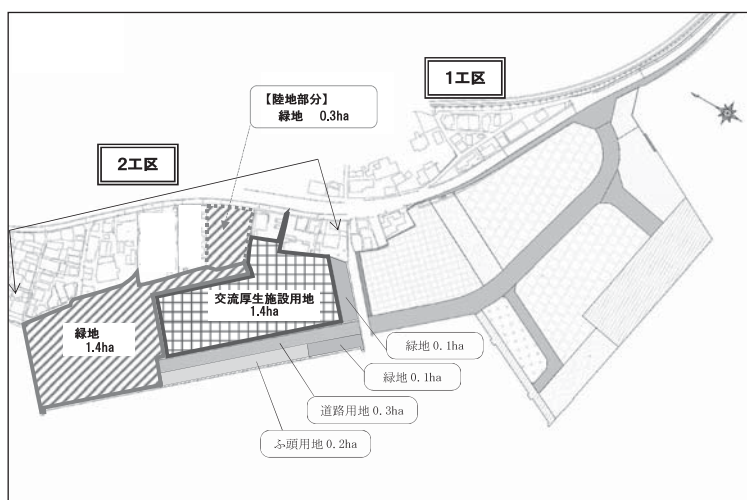 1工区
【陸地部分】
緑地 0.3ha
2工区
交流厚生施設用地
1.4ha
緑地
1.4ha
緑地 0.1ha
緑地 0.1ha
道路用地 0.3ha
ふ頭用地 0.2ha